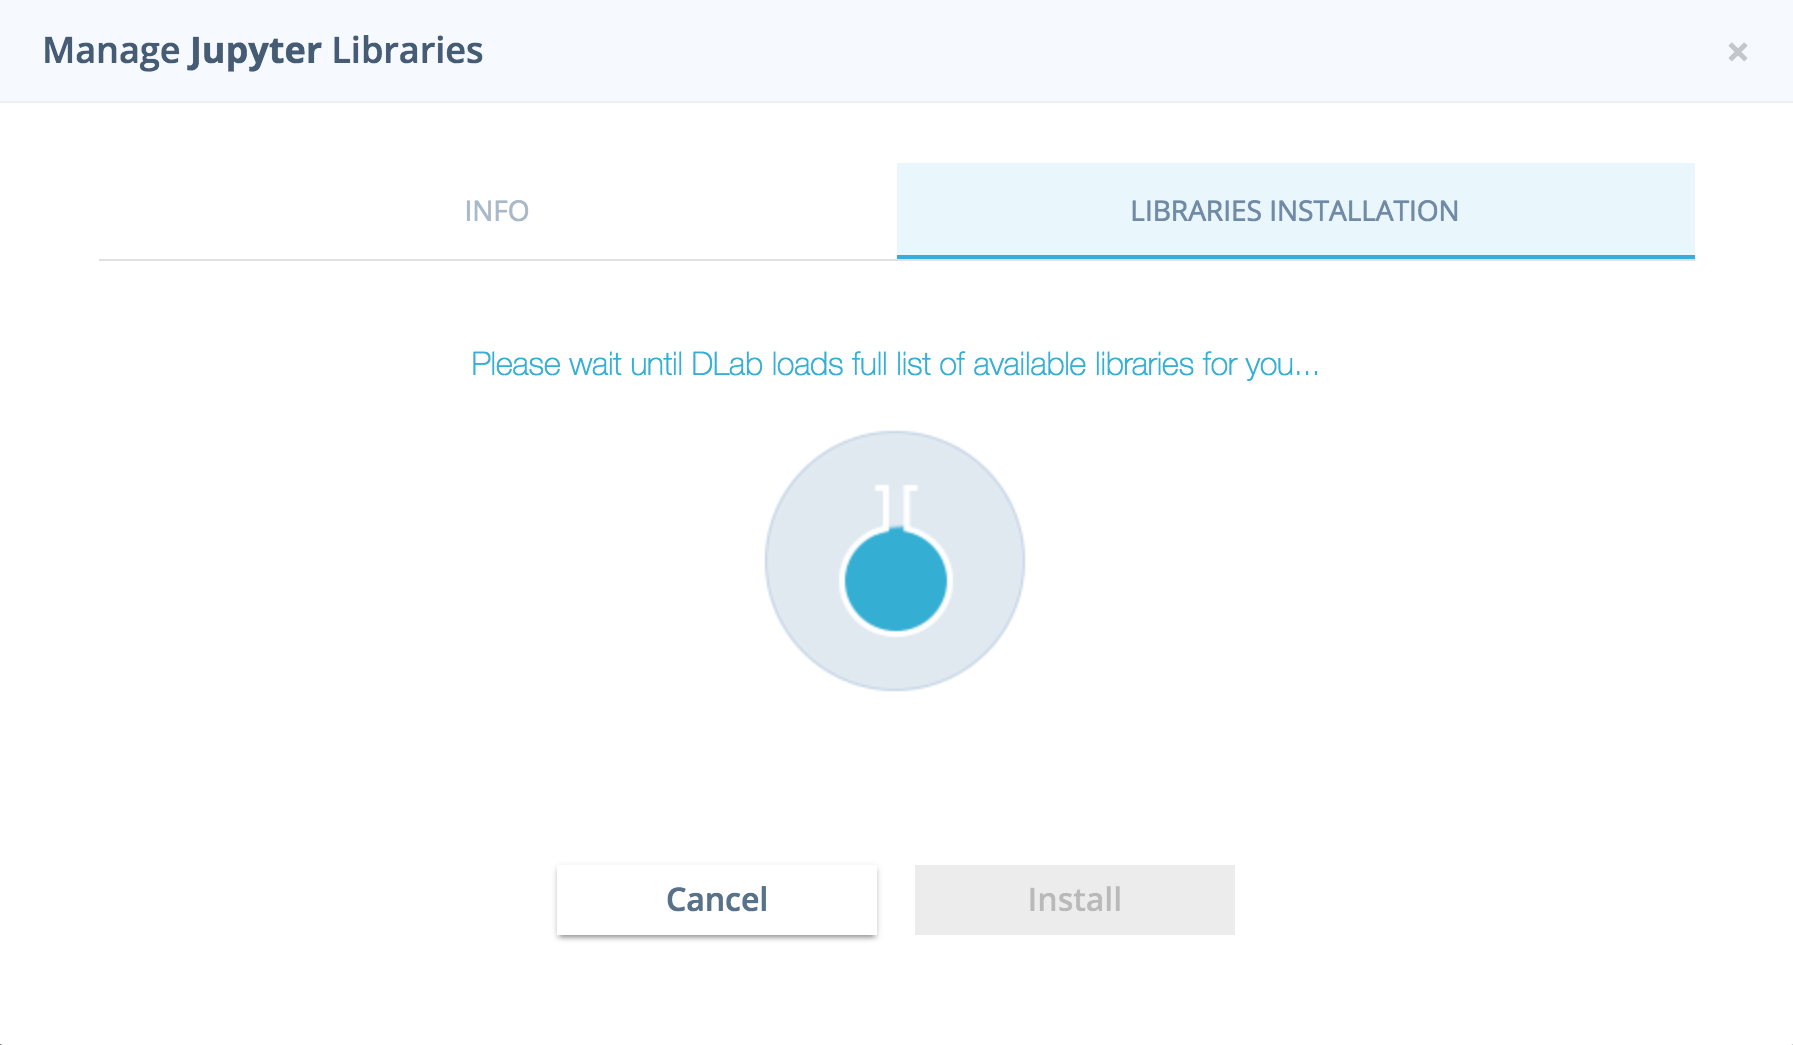 Manage Jupyter Libraries
INFO
LIBRARIES INSTALLATION
Please wait until DLab loads full list of available libraries for you...
Cancel
Install